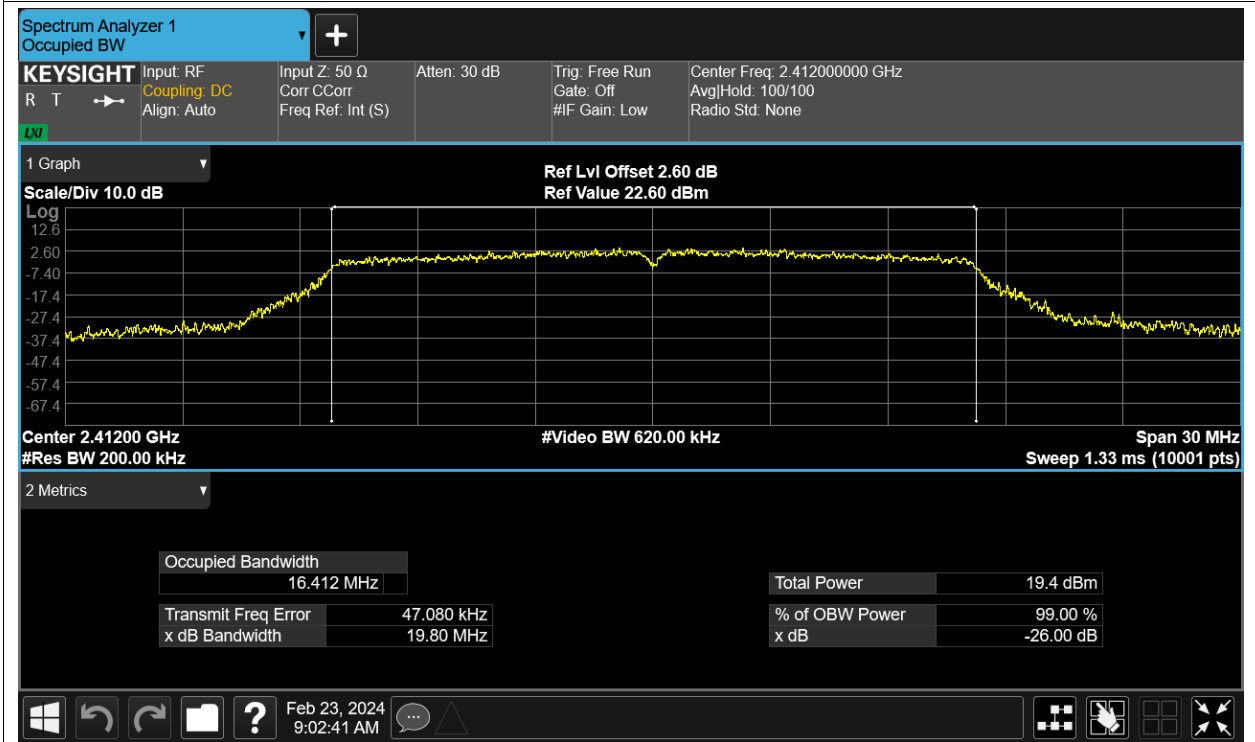 Spectrum Analyzer 1
Occupied BW
KEYSIGHT
R T
LXI
Input: RF
Coupling: DC
Align: Auto
Input Z: 50 Ω
Corr CCorr
Freq Ref: Int (S)
Atten: 30 dB
Trig: Free Run
Gate: Off
#IF Gain: Low
Center Freq: 2.412000000 GHz
Avg|Hold: 100/100
Radio Std: None
1 Graph
Scale/Div 10.0 dB
Ref Lvl Offset 2.60 dB
Ref Value 22.60 dBm
Log
12.6
2.60
-7.40
-17.4
-27.4
-37.4
-47.4
-57.4
-67.4
Center 2.41200 GHz
#Res BW 200.00 kHz
#Video BW 620.00 kHz
Span 30 MHz
Sweep 1.33 ms (10001 pts)
2 Metrics
Occupied Bandwidth
16.412 MHz
Transmit Freq Error 47.080 kHz
x dB Bandwidth 19.80 MHz
Total Power 19.4 dBm
% of OBW Power 99.00 %
x dB -26.00 dB
?
Feb 23, 2024
9:02:41 AM